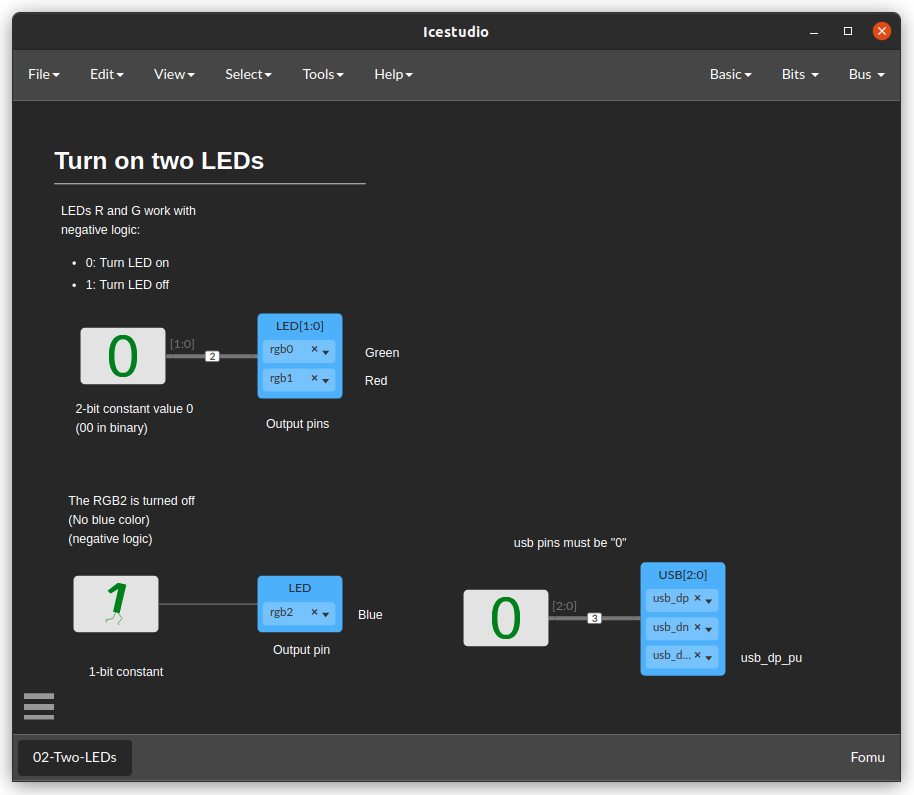 Icestudio
File Edit View Select Tools Help Basic Bits Bus
Turn on two LEDs
LEDs R and G work with
negative logic:
• 0: Turn LED on
• 1: Turn LED off
0
[1:0]
2
LED[1:0]
rgb0 ×
rgb1 ×
Green
Red
2-bit constant value 0
(00 in binary)
Output pins
The RGB2 is turned off
(No blue color)
(negative logic)
1
LED
rgb2 ×
Blue
Output pin
1-bit constant
usb pins must be "0"
0
[2:0]
3
USB[2:0]
usb_dp ×
usb_dn ×
usb_d... ×
usb_dp_pu
02-Two-LEDs
Fomu